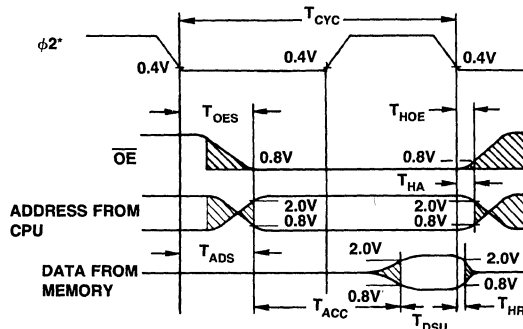 T_CYC
ϕ2*
0.4V 0.4V 0.4V
T_OES T_HOE
OE 0.8V 0.8V
T_HA
ADDRESS FROM CPU
2.0V 2.0V
0.8V 0.8V
T_ADS
DATA FROM MEMORY
2.0V 2.0V
0.8V 0.8V
T_ACC T_DSU T_HR